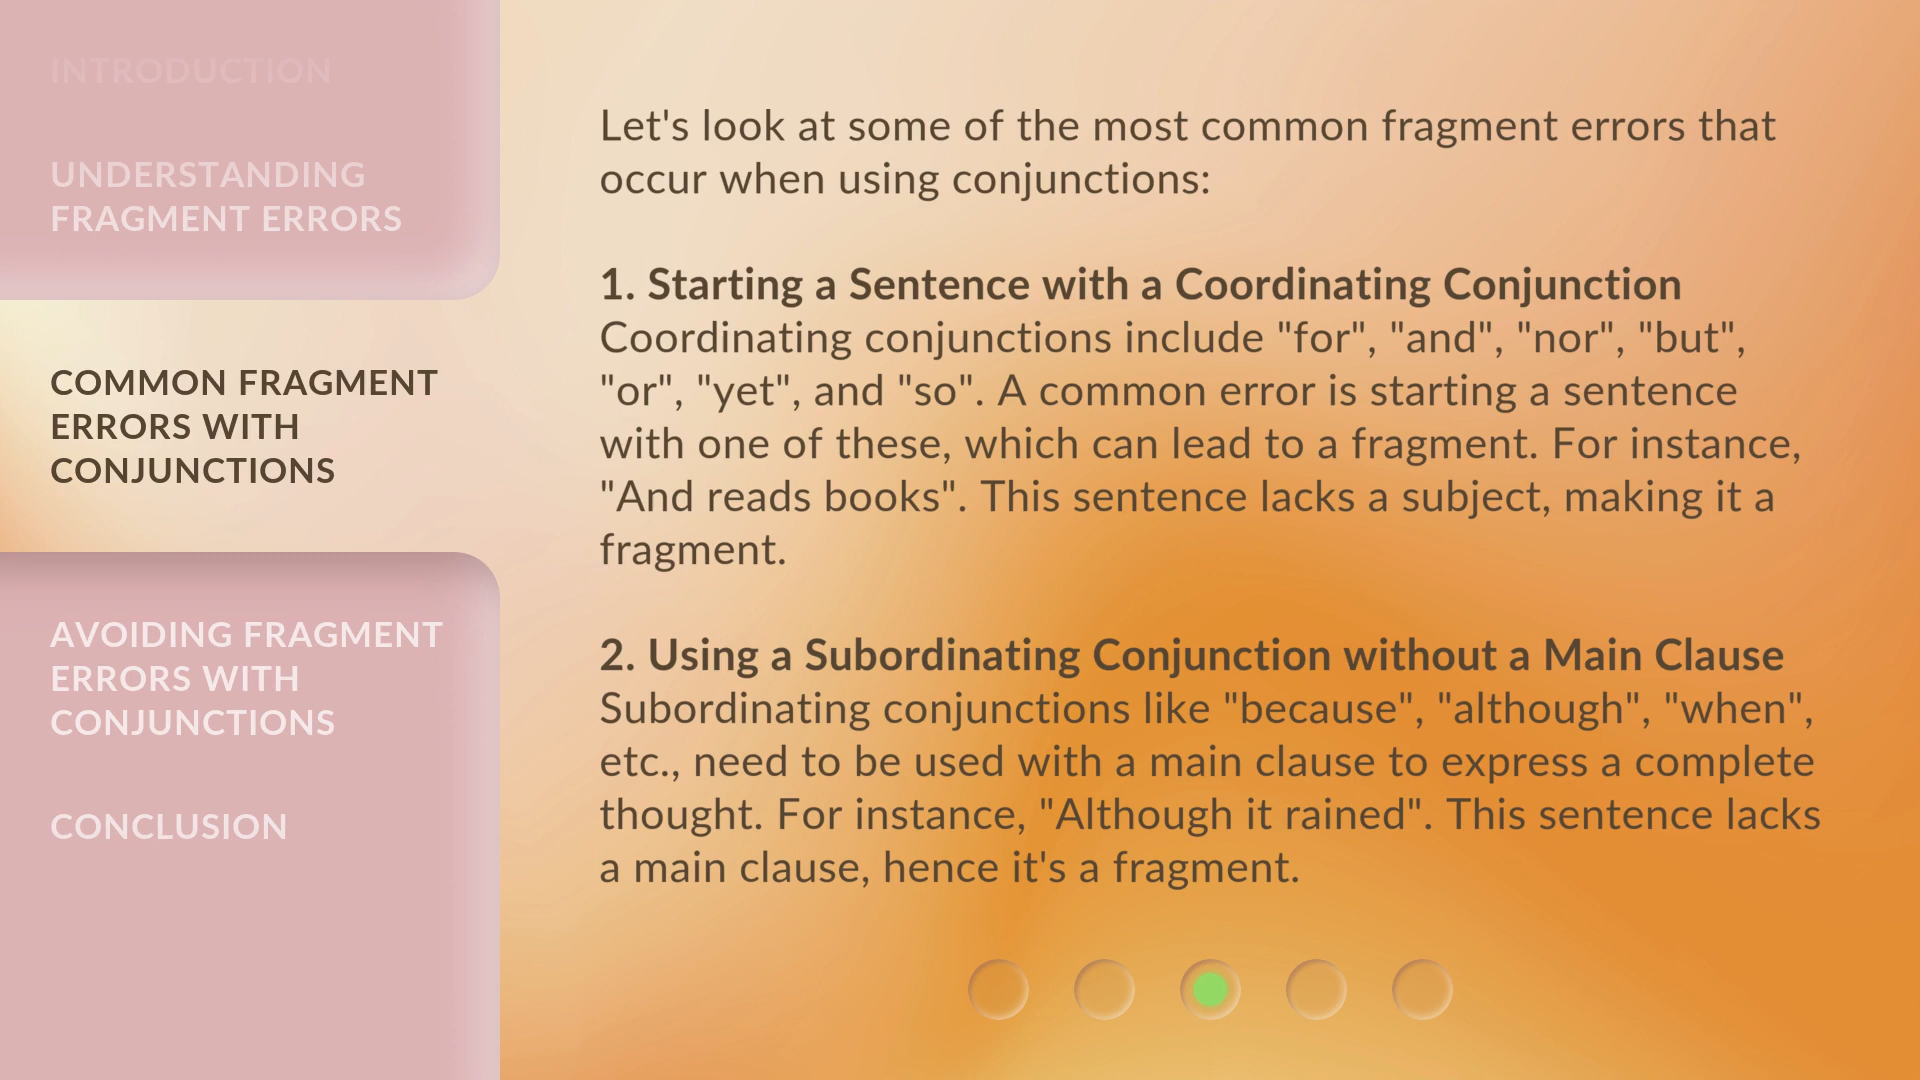 INTRODUCTION
UNDERSTANDING
FRAGMENT ERRORS
COMMON FRAGMENT
ERRORS WITH
CONJUNCTIONS
AVOIDING FRAGMENT
ERRORS WITH
CONJUNCTIONS
CONCLUSION
Let's look at some of the most common fragment errors that
occur when using conjunctions:
1. Starting a Sentence with a Coordinating Conjunction
Coordinating conjunctions include "for", "and", "nor", "but",
"or", "yet", and "so". A common error is starting a sentence
with one of these, which can lead to a fragment. For instance,
"And reads books". This sentence lacks a subject, making it a
fragment.
2. Using a Subordinating Conjunction without a Main Clause
Subordinating conjunctions like "because", "although", "when",
etc., need to be used with a main clause to express a complete
thought. For instance, "Although it rained". This sentence lacks
a main clause, hence it's a fragment.